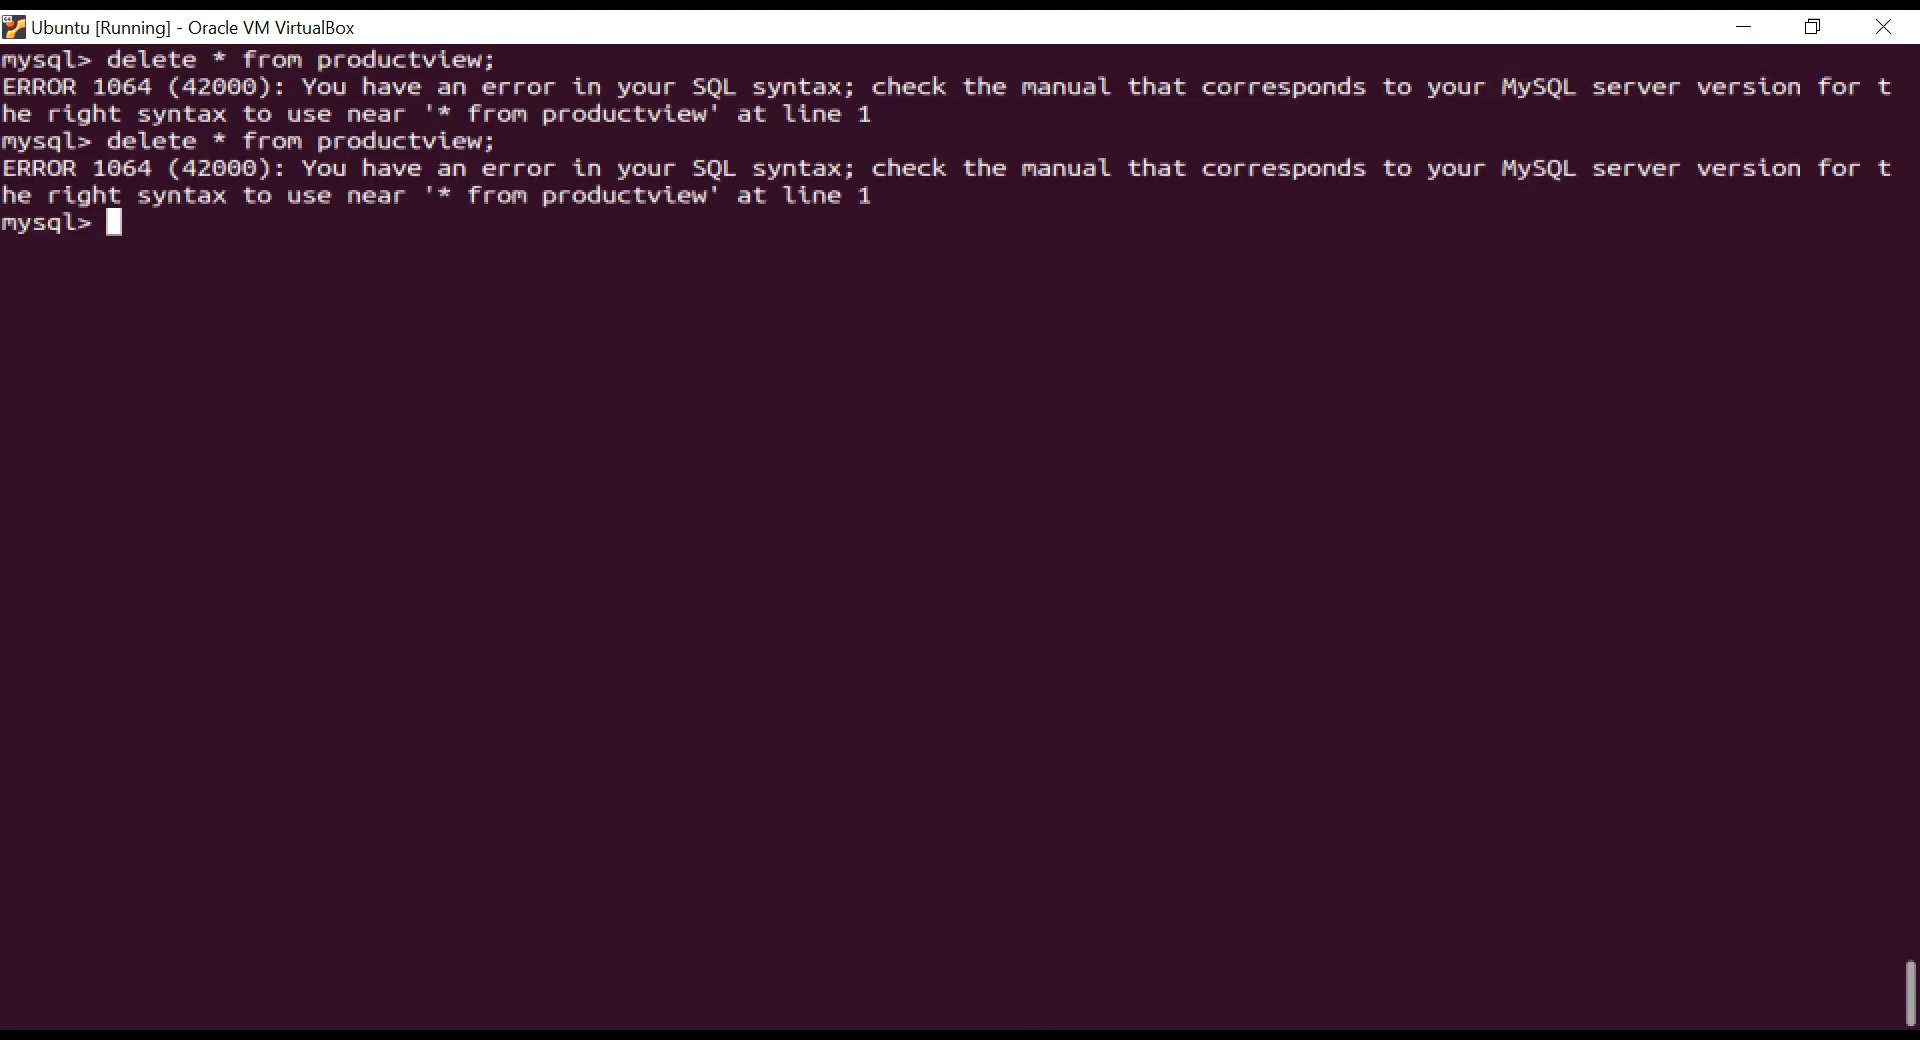 Ubuntu [Running] - Oracle VM VirtualBox
mysql> delete * from productview;
ERROR 1064 (42000): You have an error in your SQL syntax; check the manual that corresponds to your MySQL server version for t
he right syntax to use near '* from productview' at line 1
mysql> delete * from productview;
ERROR 1064 (42000): You have an error in your SQL syntax; check the manual that corresponds to your MySQL server version for t
he right syntax to use near '* from productview' at line 1
mysql>